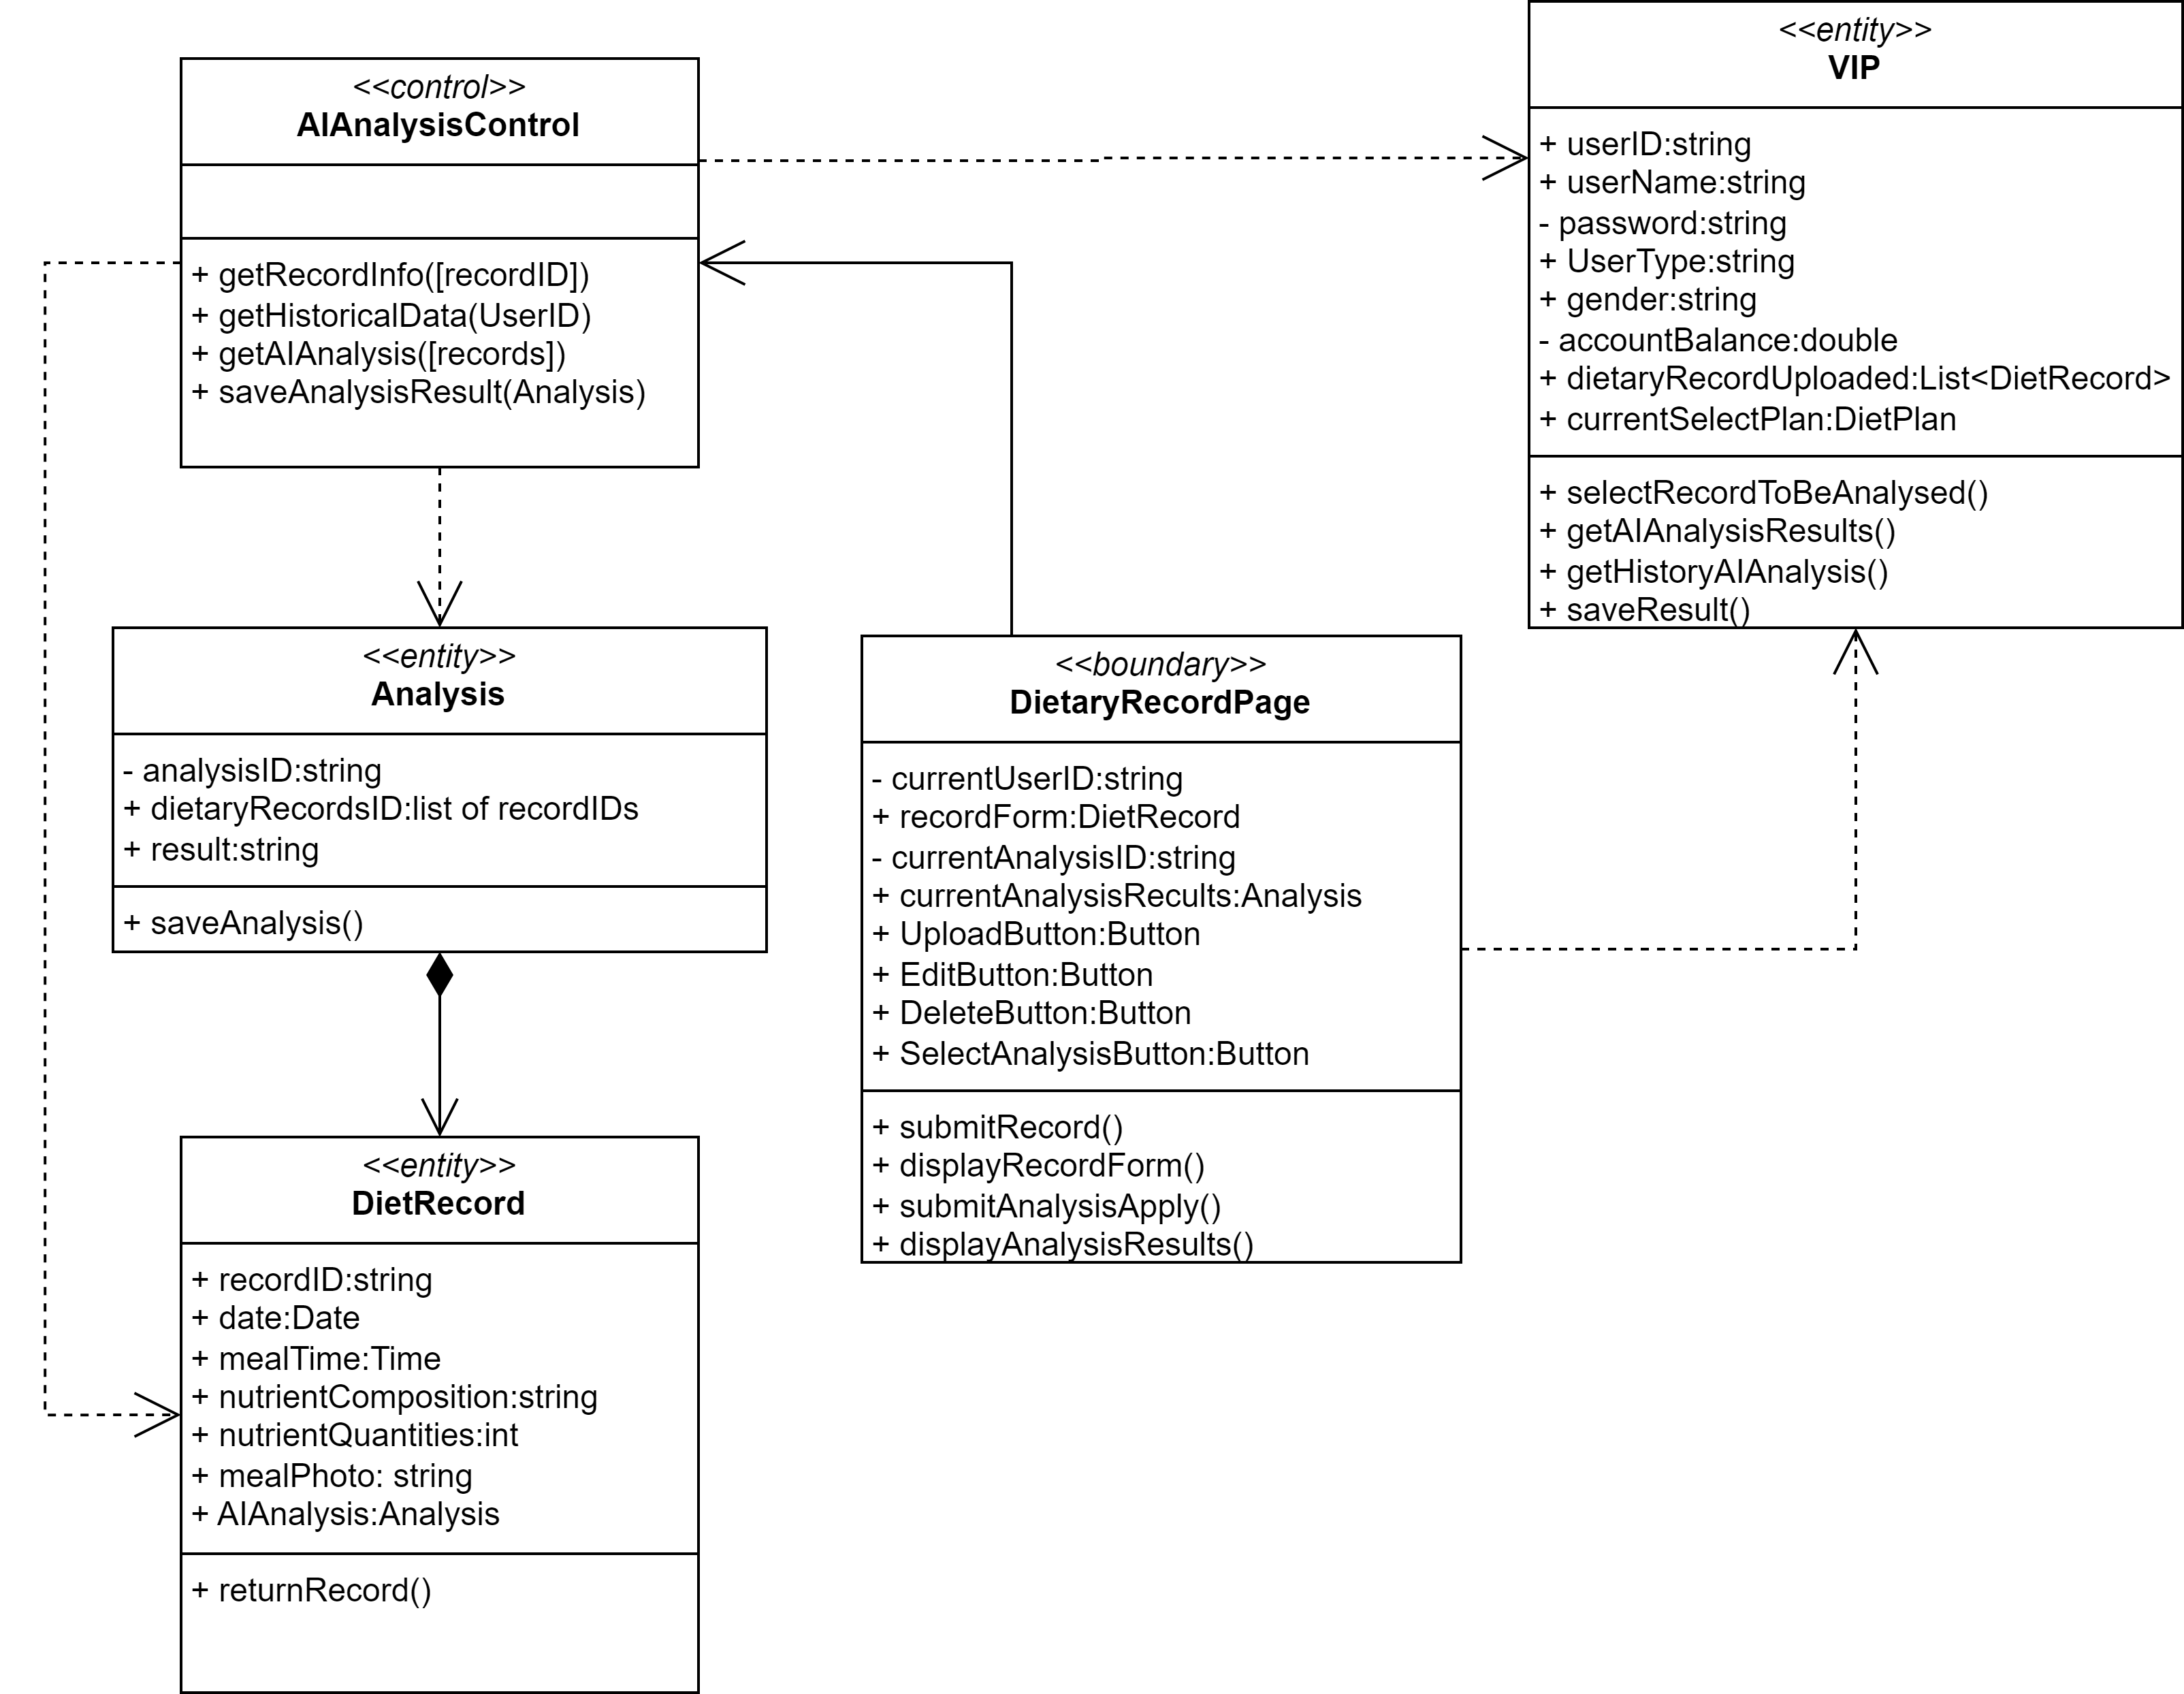 <<control>>
AIAnalysisControl
+ getRecordInfo([recordID])
+ getHistoricalData(UserID)
+ getAIAnalysis([records])
+ saveAnalysisResult(Analysis)
<<entity>>
VIP
+ userID:string
+ userName:string
- password:string
+ UserType:string
+ gender:string
- accountBalance:double
+ dietaryRecordUploaded:List<DietRecord>
+ currentSelectPlan:DietPlan
+ selectRecordToBeAnalysed()
+ getAIAnalysisResults()
+ getHistoryAIAnalysis()
+ saveResult()
<<entity>>
Analysis
- analysisID:string
+ dietaryRecordsID:list of recordIDs
+ result:string
+ saveAnalysis()
<<boundary>>
DietaryRecordPage
- currentUserID:string
+ recordForm:DietRecord
- currentAnalysisID:string
+ currentAnalysisRecults:Analysis
+ UploadButton:Button
+ EditButton:Button
+ DeleteButton:Button
+ SelectAnalysisButton:Button
+ submitRecord()
+ displayRecordForm()
+ submitAnalysisApply()
+ displayAnalysisResults()
<<entity>>
DietRecord
+ recordID:string
+ date:Date
+ mealTime:Time
+ nutrientComposition:string
+ nutrientQuantities:int
+ mealPhoto: string
+ AIAnalysis:Analysis
+ returnRecord()